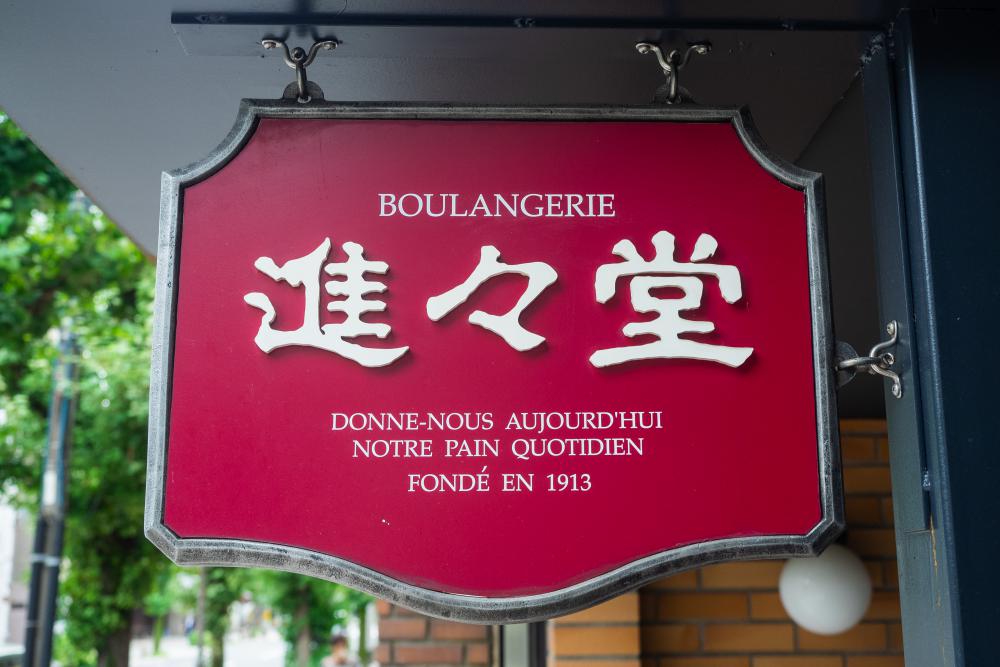 BOULANGERIE
進々堂
DONNE-NOUS AUJOURD'HUI
NOTRE PAIN QUOTIDIEN
FONDÉ EN 1913